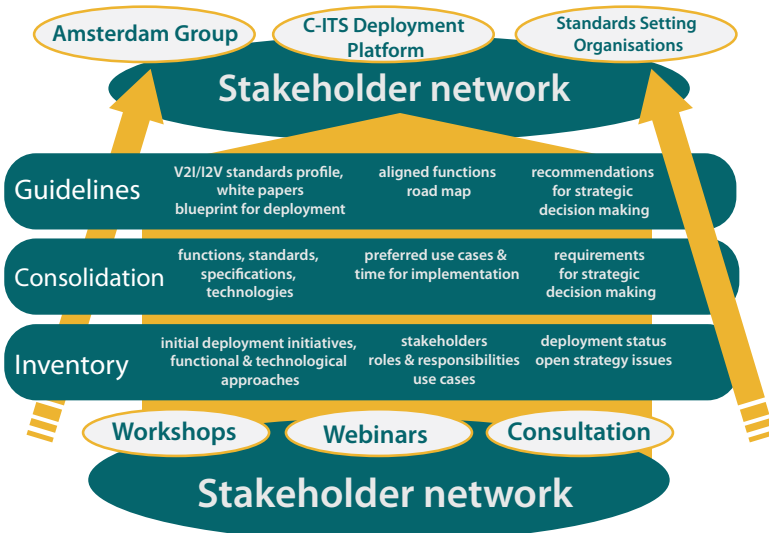 Amsterdam Group
C-ITS Deployment
Platform
Standards Setting
Organisations
Stakeholder network
Guidelines
V2I/I2V standards profile,
white papers
blueprint for deployment
aligned functions
road map
recommendations
for strategic
decision making
Consolidation
functions, standards,
specifications,
technologies
preferred use cases &
time for implementation
requirements
for strategic
decision making
Inventory
initial deployment initiatives,
functional & technological
approaches
stakeholders
roles & responsibilities
use cases
deployment status
open strategy issues
Workshops
Webinars
Consultation
Stakeholder network